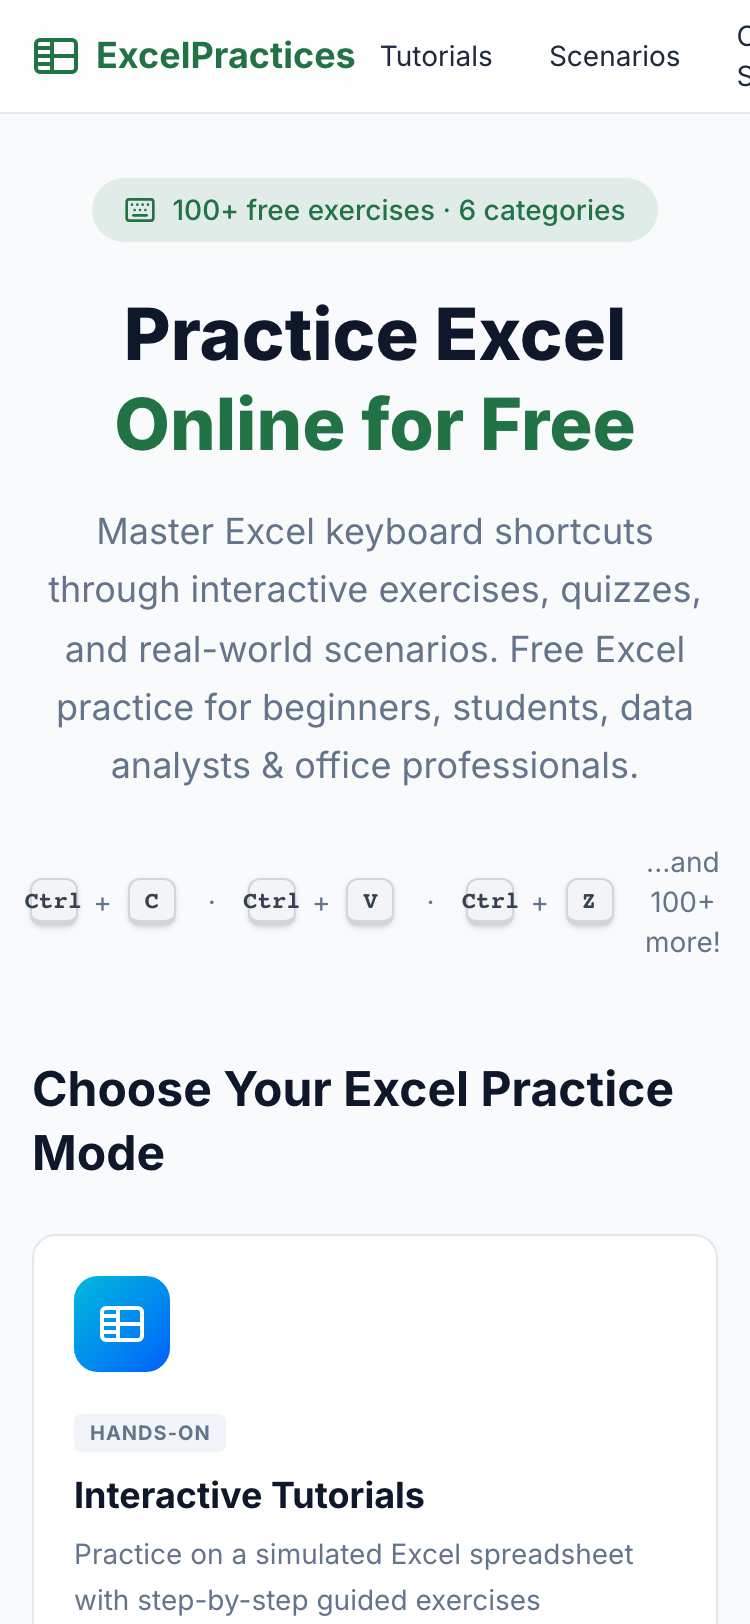 ExcelPractices Tutorials Scenarios
100+ free exercises · 6 categories
Practice Excel
Online for Free
Master Excel keyboard shortcuts
through interactive exercises, quizzes,
and real-world scenarios. Free Excel
practice for beginners, students, data
analysts & office professionals.
Ctrl + C · Ctrl + V · Ctrl + Z
...and
100+
more!
Choose Your Excel Practice
Mode
HANDS-ON
Interactive Tutorials
Practice on a simulated Excel spreadsheet
with step-by-step guided exercises